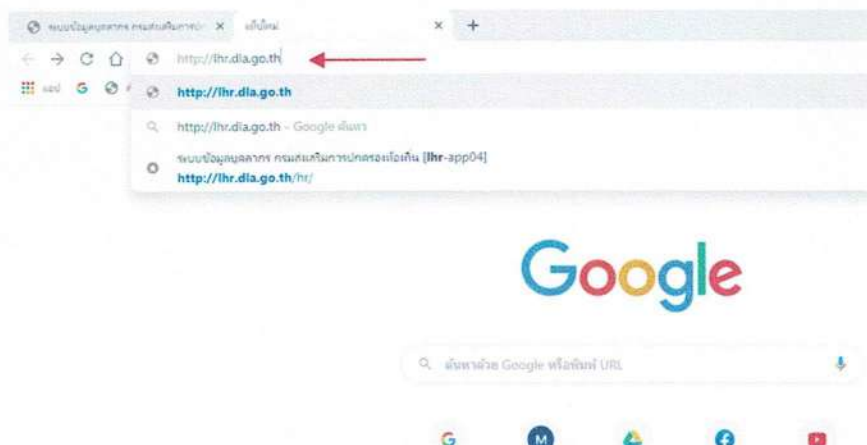 ระบบข้อมูลบุคลากร กรมส่งเสริมการปก
แท็บใหม่
http://lhr.dla.go.th
แอป
http://lhr.dla.go.th
http://lhr.dla.go.th - Google ค้นหา
ระบบข้อมูลบุคลากร กรมส่งเสริมการปกครองท้องถิ่น [lhr-app04]
http://lhr.dla.go.th/hr/
Google
ค้นหาด้วย Google หรือพิมพ์ URL
G
M